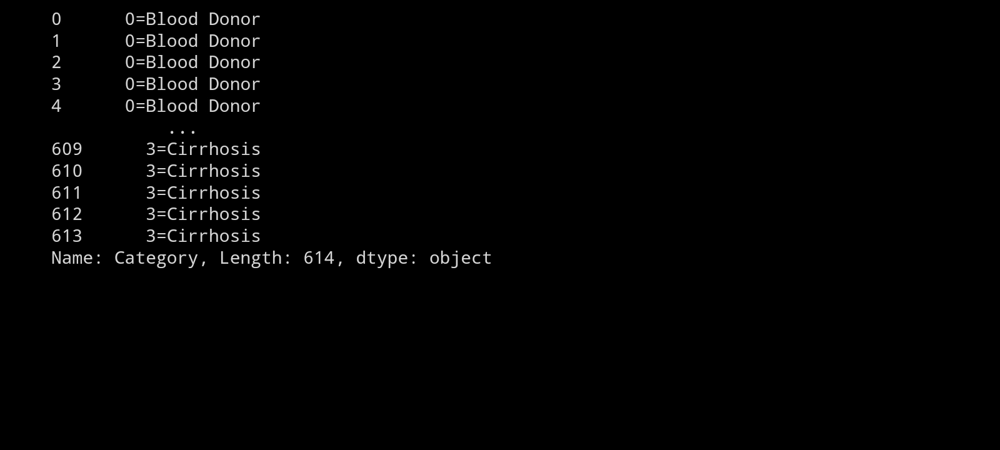 0      0=Blood Donor
1      0=Blood Donor
2      0=Blood Donor
3      0=Blood Donor
4      0=Blood Donor
           ...
609      3=Cirrhosis
610      3=Cirrhosis
611      3=Cirrhosis
612      3=Cirrhosis
613      3=Cirrhosis
Name: Category, Length: 614, dtype: object